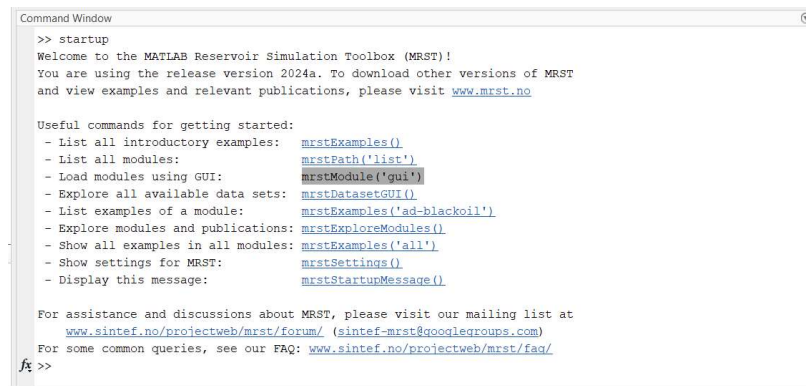 Command Window
>> startup
Welcome to the MATLAB Reservoir Simulation Toolbox (MRST)!
You are using the release version 2024a. To download other versions of MRST
and view examples and relevant publications, please visit www.mrst.no
Useful commands for getting started:
- List all introductory examples: mrstExamples()
- List all modules: mrstPath('list')
- Load modules using GUI: mrstModule('gui')
- Explore all available data sets: mrstDatasetGUI()
- List examples of a module: mrstExamples('ad-blackoil')
- Explore modules and publications: mrstExploreModules()
- Show all examples in all modules: mrstExamples('all')
- Show settings for MRST: mrstSettings()
- Display this message: mrstStartupMessage()
For assistance and discussions about MRST, please visit our mailing list at
www.sintef.no/projectweb/mrst/forum/ (sintef-mrst@googlegroups.com)
For some common queries, see our FAQ: www.sintef.no/projectweb/mrst/faq/
fx >>